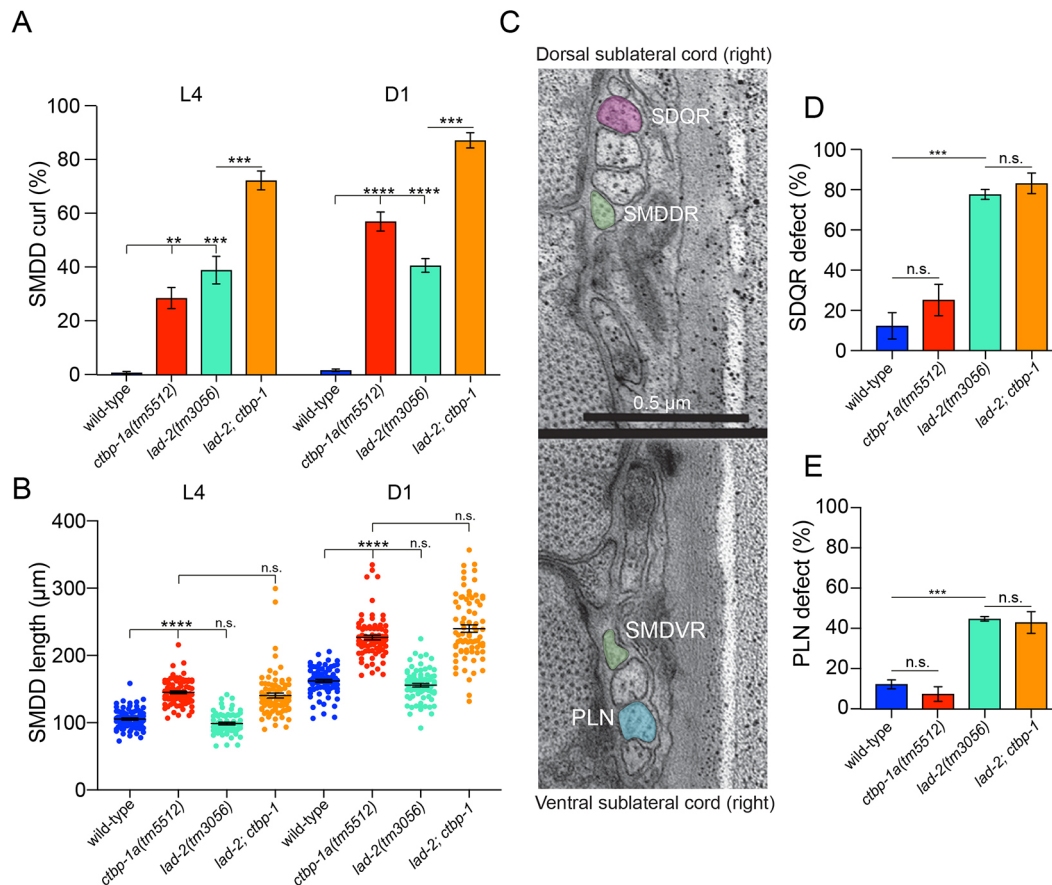 A
L4
D1
SMDD curl (%)
100
80
60
40
20
0
**
***
***
****
****
***
wild-type
ctbp-1a(tm5512)
lad-2(tm3056)
lad-2; ctbp-1
wild-type
ctbp-1a(tm5512)
lad-2(tm3056)
lad-2; ctbp-1
B
L4
D1
SMDD length (μm)
400
300
200
100
0
****
n.s.
n.s.
****
n.s.
n.s.
wild-type
ctbp-1a(tm5512)
lad-2(tm3056)
lad-2; ctbp-1
wild-type
ctbp-1a(tm5512)
lad-2(tm3056)
lad-2; ctbp-1
C
Dorsal sublateral cord (right)
SDQR
SMDDR
0.5 μm
SMDVR
PLN
Ventral sublateral cord (right)
D
SDQR defect (%)
100
80
60
40
20
0
***
n.s.
n.s.
wild-type
ctbp-1a(tm5512)
lad-2(tm3056)
lad-2; ctbp-1
E
PLN defect (%)
100
80
60
40
20
0
***
n.s.
n.s.
wild-type
ctbp-1a(tm5512)
lad-2(tm3056)
lad-2; ctbp-1